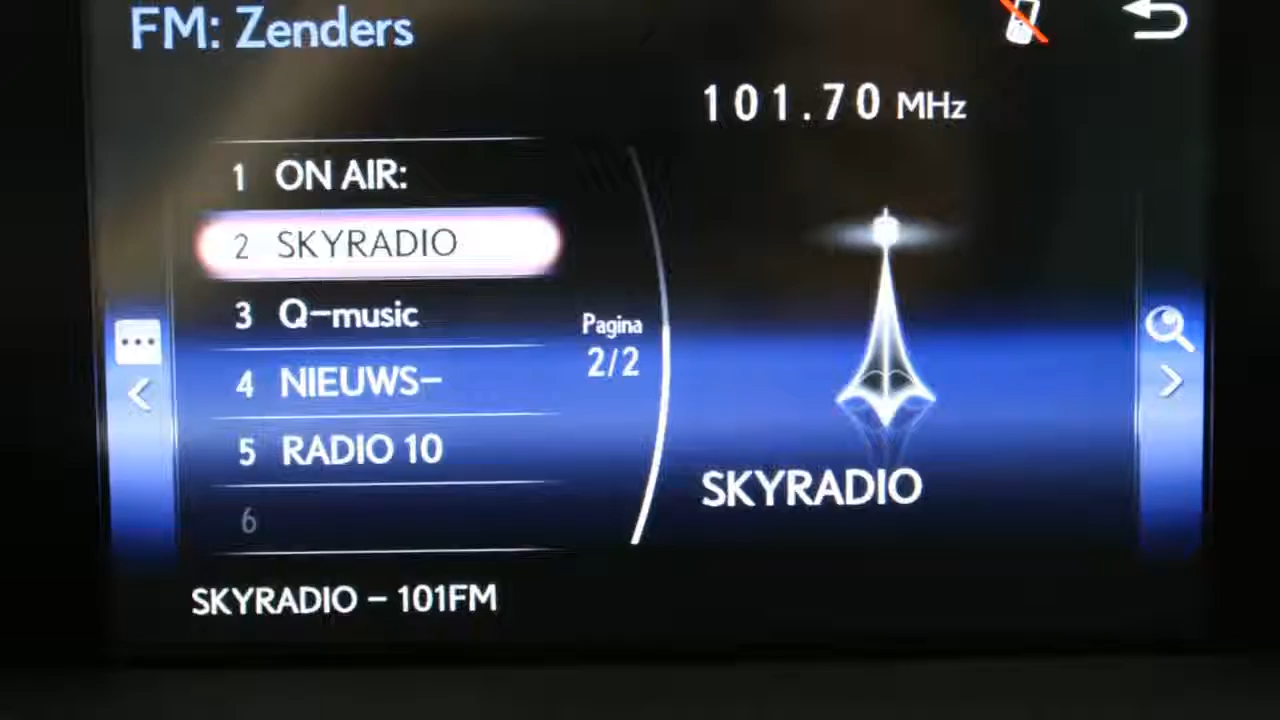 FM: Zenders
101.70 MHz
1 ON AIR:
2 SKYRADIO
3 Q-music
4 NIEUWS-
5 RADIO 10
6
Pagina
2/2
SKYRADIO
SKYRADIO - 101FM